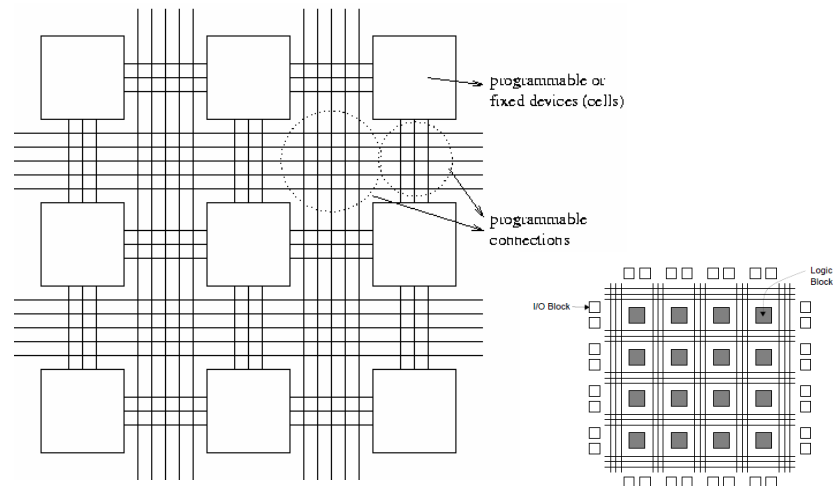 programmable or
fixed devices (cells)
programmable
connections
Logic
Block
I/O Block